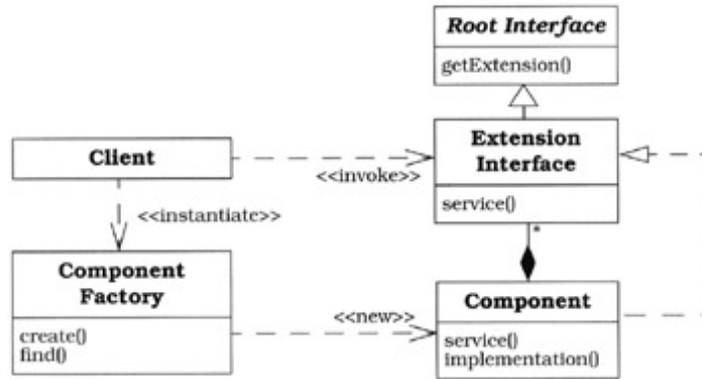 Root Interface
getExtension()
Client
Extension
Interface
<<invoke>>
service()
<<instantiate>>
*
Component
Factory
Component
<<new>>
create()
find()
service()
implementation()